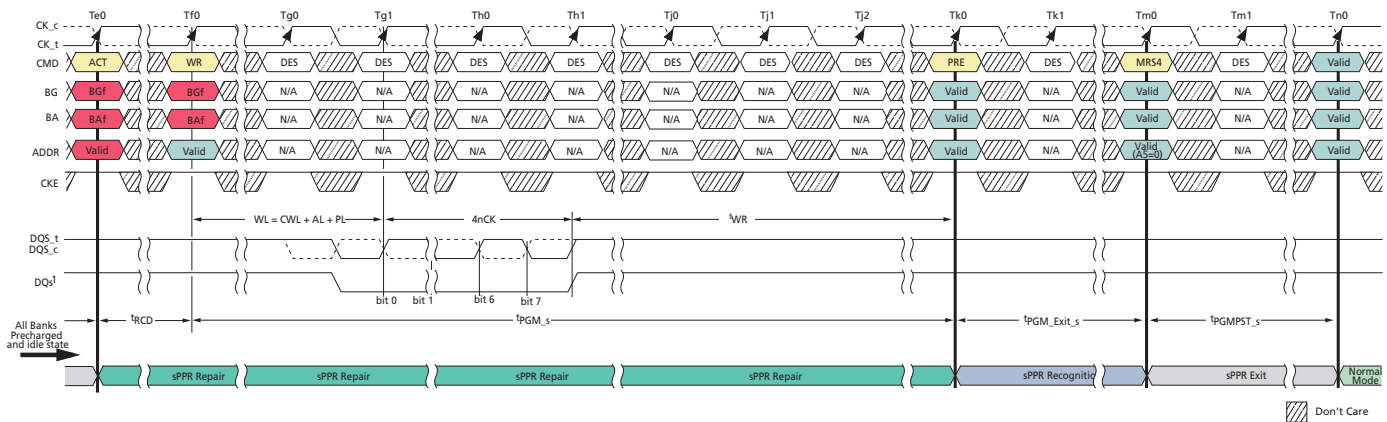 Te0 Tf0 Tg0 Tg1 Th0 Th1 Tj0 Tj1 Tj2 Tk0 Tk1 Tm0 Tm1 Tn0
CK_c
CK_t
CMD ACT WR DES DES DES DES DES DES DES PRE DES MRS4 DES Valid
BG BGf BGf N/A N/A N/A N/A N/A N/A N/A Valid N/A Valid N/A Valid
BA BAf BAf N/A N/A N/A N/A N/A N/A N/A Valid N/A Valid N/A Valid
ADDR Valid Valid N/A N/A N/A N/A N/A N/A N/A Valid N/A Valid (A5=0) N/A Valid
CKE
WL = CWL + AL + PL 4nCK tWR
DQS_t
DQS_c
DQs1
bit 0 bit 1 bit 6 bit 7
All Banks
Precharged
and idle state
tRCD tPGM_s tPGM_Exit_s tPGMPST_s
sPPR Repair sPPR Repair sPPR Repair sPPR Repair sPPR Recognitic sPPR Exit Normal
Mode
Don't Care